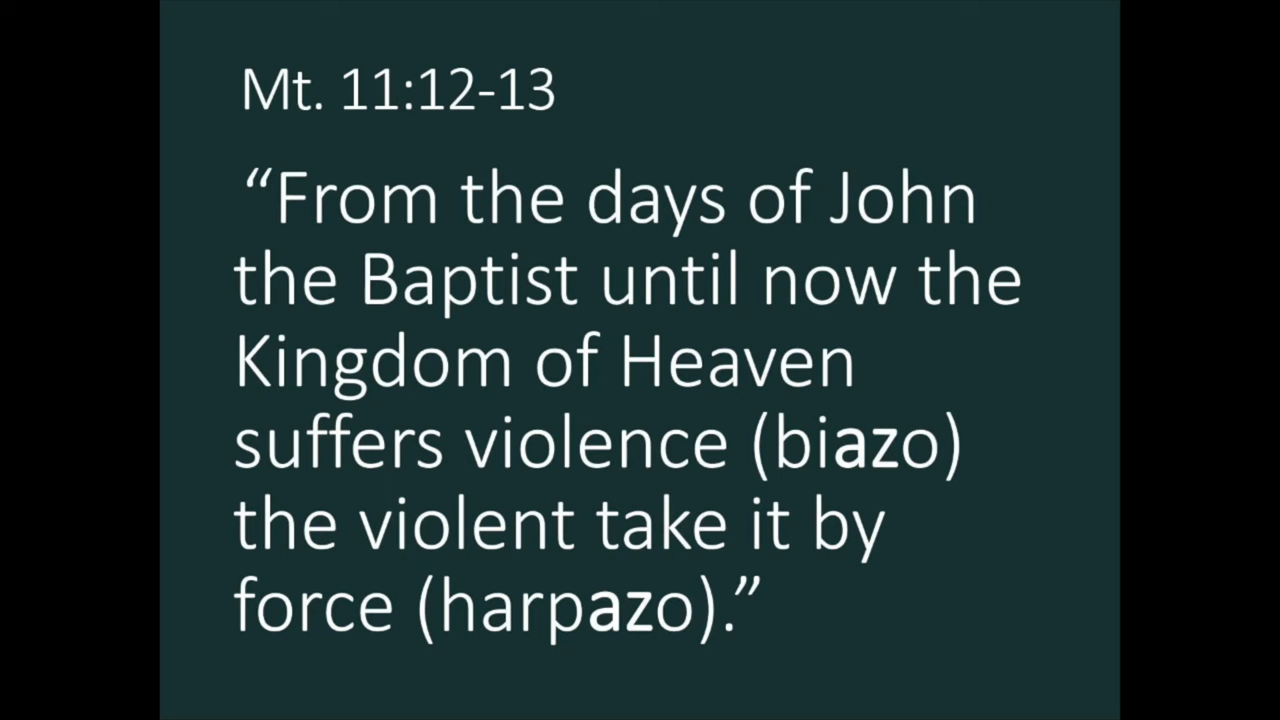 Mt. 11:12-13
“From the days of John
the Baptist until now the
Kingdom of Heaven
suffers violence (biazo)
the violent take it by
force (harpazo).”